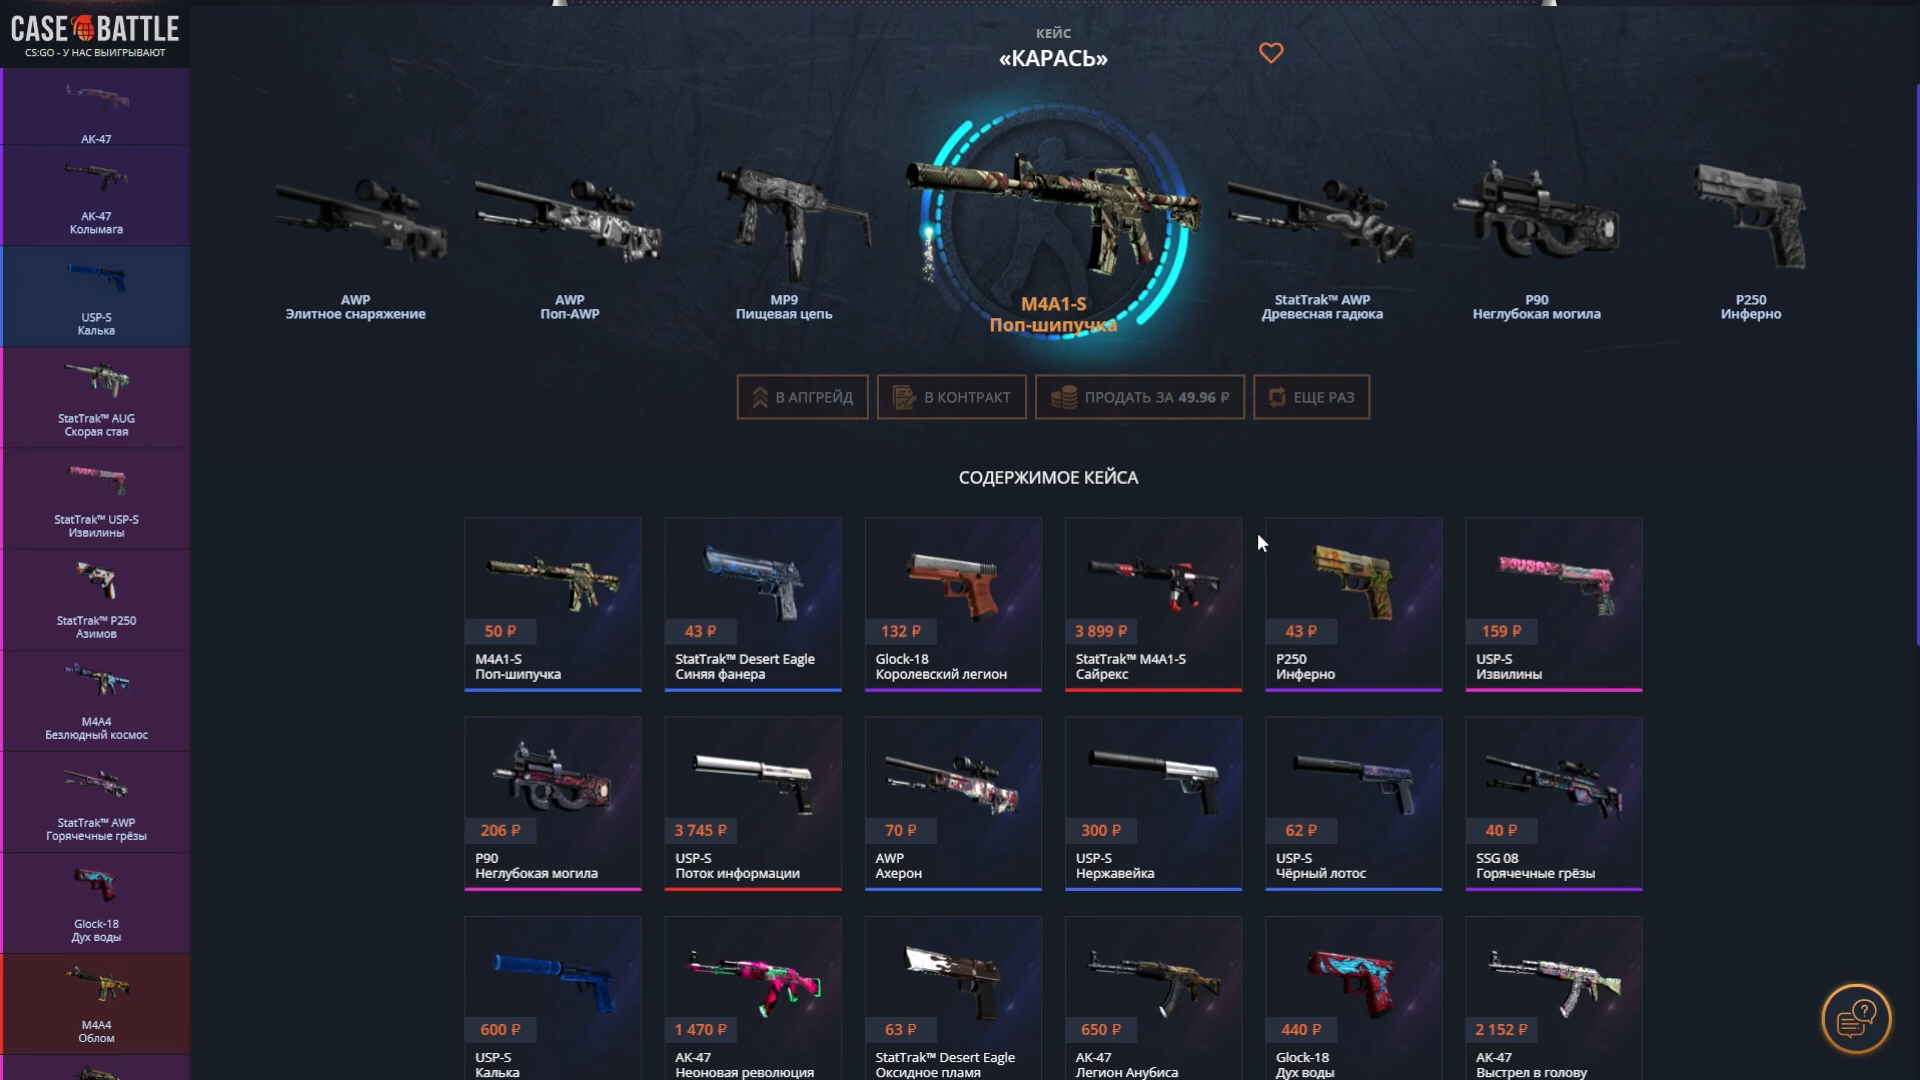 CASE BATTLE
CS:GO - У НАС ВЫИГРЫВАЮТ
AK-47
AK-47
Колымага
USP-S
Калька
StatTrak™ AUG
Скорая стая
StatTrak™ USP-S
Извилины
StatTrak™ P250
Азимов
M4A4
Безлюдный космос
StatTrak™ AWP
Горячечные грёзы
Glock-18
Дух воды
M4A4
Облом
КЕЙС
«КАРАСЬ»
AWP
Элитное снаряжение
AWP
Поп-AWP
MP9
Пищевая цепь
M4A1-S
Поп-шипучка
StatTrak™ AWP
Древесная гадюка
P90
Неглубокая могила
P250
Инферно
В АПГРЕЙД
В КОНТРАКТ
ПРОДАТЬ ЗА 49.96 ₽
ЕЩЕ РАЗ
СОДЕРЖИМОЕ КЕЙСА
50 ₽
M4A1-S
Поп-шипучка
43 ₽
StatTrak™ Desert Eagle
Синяя фанера
132 ₽
Glock-18
Королевский легион
3 899 ₽
StatTrak™ M4A1-S
Сайрекс
43 ₽
P250
Инферно
159 ₽
USP-S
Извилины
206 ₽
P90
Неглубокая могила
3 745 ₽
USP-S
Поток информации
70 ₽
AWP
Ахерон
300 ₽
USP-S
Нержавейка
62 ₽
USP-S
Чёрный лотос
40 ₽
SSG 08
Горячечные грёзы
600 ₽
USP-S
Калька
1 470 ₽
AK-47
Неоновая революция
63 ₽
StatTrak™ Desert Eagle
Оксидное пламя
650 ₽
AK-47
Легион Анубиса
440 ₽
Glock-18
Дух воды
2 152 ₽
AK-47
Выстрел в голову